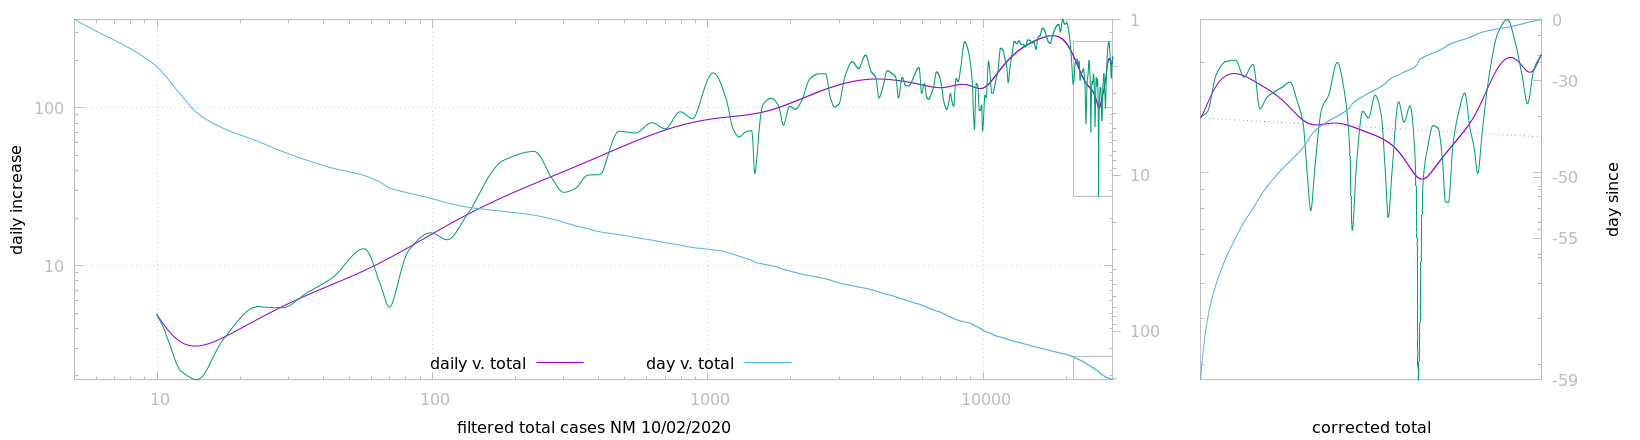 daily increase
100
10
daily v. total
day v. total
10
100
1000
10000
1
10
100
filtered total cases NM 10/02/2020
0
-30
-50
-55
-59
day since
corrected total